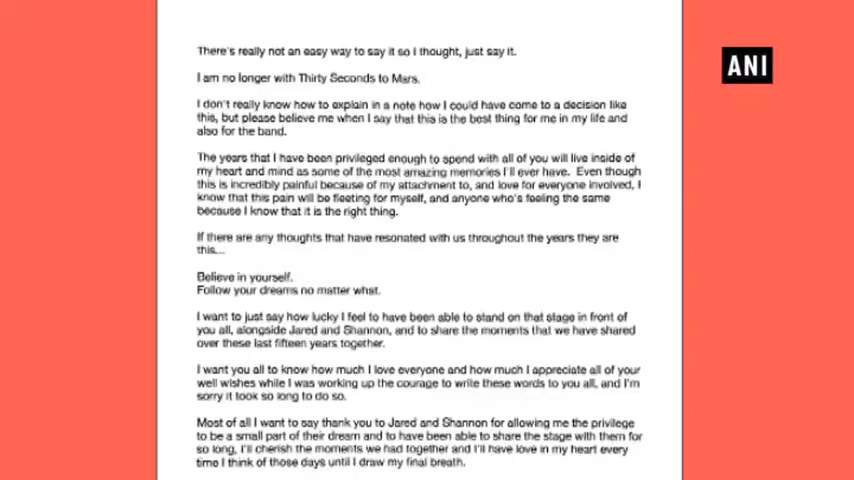 There's really not an easy way to say it so I thought, just say it.
I am no longer with Thirty Seconds to Mars.
I don't really know how to explain in a note how I could have come to a decision like
this, but please believe me when I say that this is the best thing for me in my life and
also for the band.
The years that I have been privileged enough to spend with all of you will live inside of
my heart and mind as some of the most amazing memories I'll ever have. Even though
this is incredibly painful because of my attachment to, and love for everyone involved, I
know that this pain will be fleeting for myself, and anyone who's feeling the same
because I know that it is the right thing.
If there are any thoughts that have resonated with us throughout the years they are
this...
Believe in yourself.
Follow your dreams no matter what.
I want to just say how lucky I feel to have been able to stand on that stage in front of
you all, alongside Jared and Shannon, and to share the moments that we have shared
over these last fifteen years together.
I want you all to know how much I love everyone and how much I appreciate all of your
well wishes while I was working up the courage to write these words to you all, and I'm
sorry it took so long to do so.
Most of all I want to say thank you to Jared and Shannon for allowing me the privilege
to be a small part of their dream and to have been able to share the stage with them for
so long, I'll cherish the moments we had together and I'll have love in my heart every
time I think of those days until I draw my final breath.
ANI